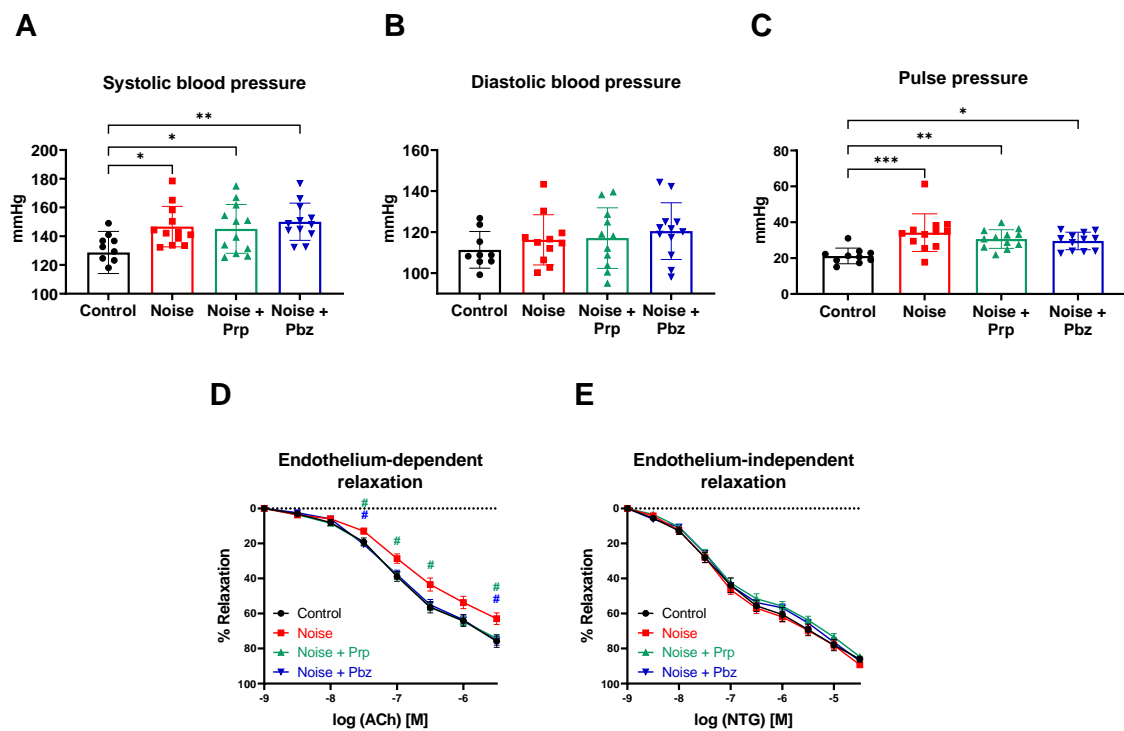 A
B
C
Systolic blood pressure
Diastolic blood pressure
Pulse pressure
**
*
*
200
180
160
140
120
100
mmHg
Control
Noise
Noise +
Prp
Noise +
Pbz
160
140
120
100
mmHg
Control
Noise
Noise +
Prp
Noise +
Pbz
*
**
***
80
60
40
20
0
mmHg
Control
Noise
Noise +
Prp
Noise +
Pbz
D
E
Endothelium-dependent
relaxation
#
#
#
#
#
#
0
20
40
60
80
100
% Relaxation
Control
Noise
Noise + Prp
Noise + Pbz
-9
-8
-7
-6
log (ACh) [M]
Endothelium-independent
relaxation
0
20
40
60
80
100
% Relaxation
Control
Noise
Noise + Prp
Noise + Pbz
-9
-8
-7
-6
-5
log (NTG) [M]